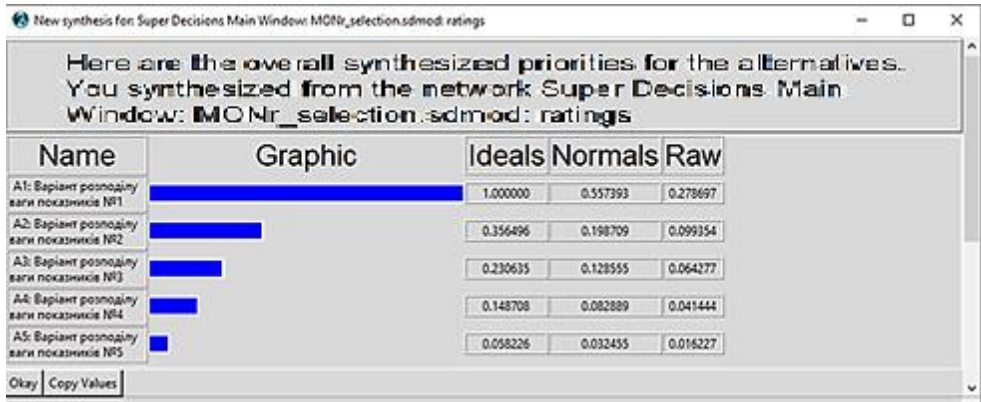 New synthesis for: Super Decisions Main Window: MONr_selection.sdmod: ratings
Here are the overall synthesized priorities for the alternatives.
You synthesized from the network Super Decisions Main
Window: MONr_selection.sdmod: ratings
Name Graphic Ideals Normals Raw
A1: Варіант розподілу
ваги показників №1
1.000000 0.557393 0.278697
A2: Варіант розподілу
ваги показників №2
0.356496 0.198709 0.099354
A3: Варіант розподілу
ваги показників №3
0.230635 0.128555 0.064277
A4: Варіант розподілу
ваги показників №4
0.148708 0.082889 0.041444
A5: Варіант розподілу
ваги показників №5
0.058226 0.032455 0.016227
Okay Copy Values